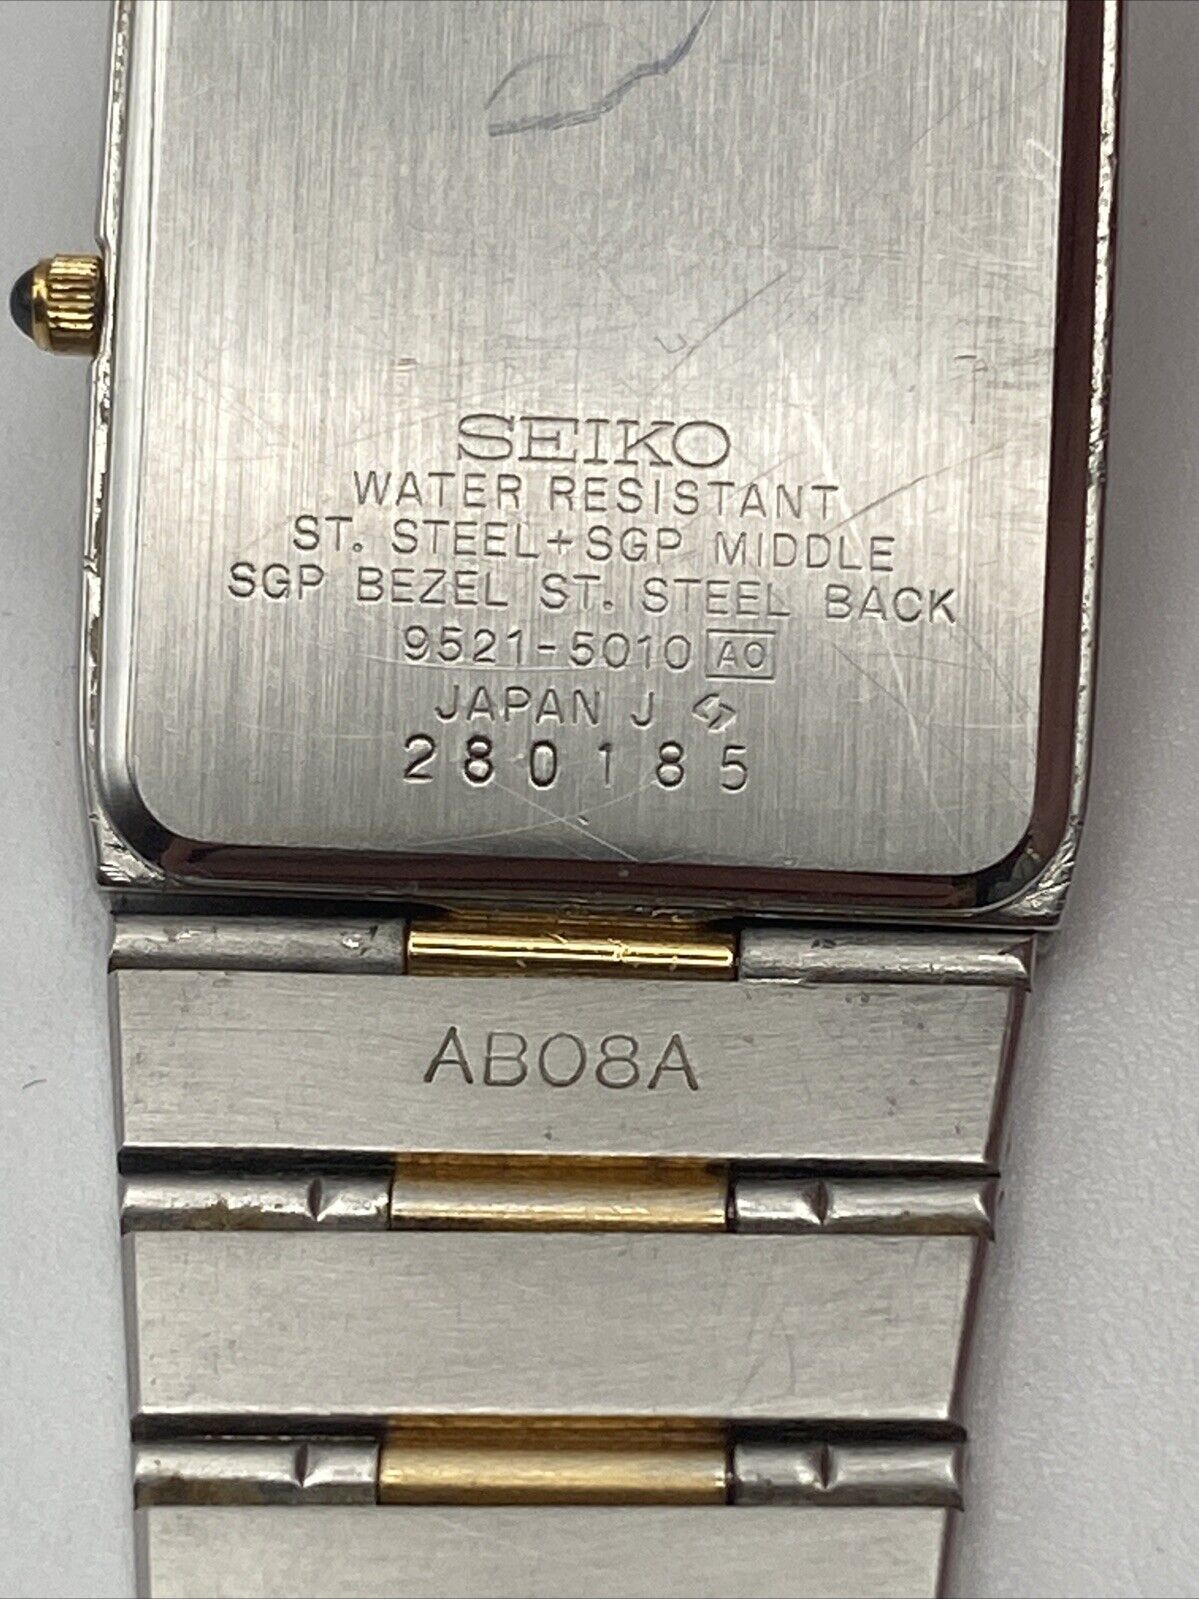 SEIKO
WATER RESISTANT
ST. STEEL+SGP MIDDLE
SGP BEZEL ST. STEEL BACK
9521-5010 AO
JAPAN J
280185
AB08A